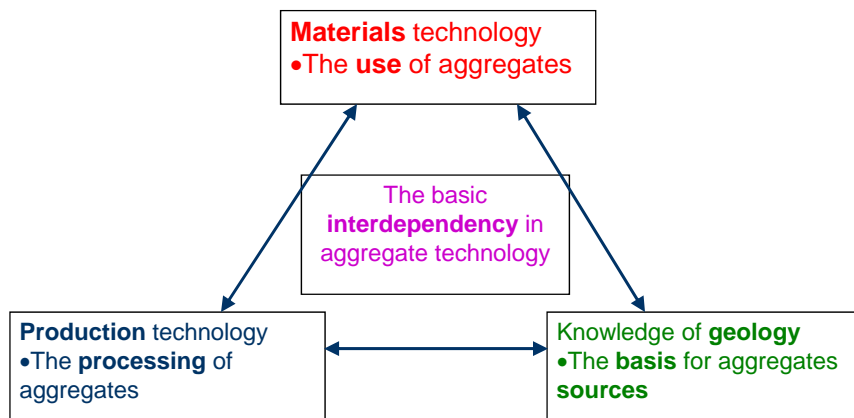 Materials technology
•The use of aggregates
The basic
interdependency in
aggregate technology
Production technology
•The processing of
aggregates
Knowledge of geology
•The basis for aggregates
sources